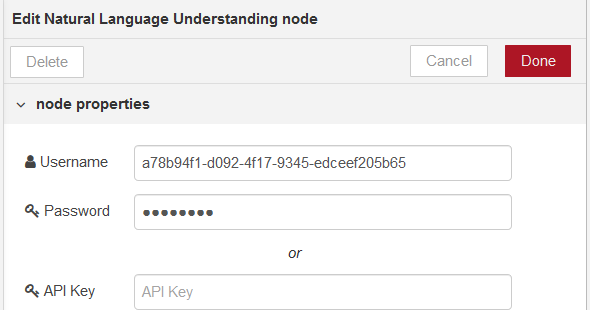 Edit Natural Language Understanding node
Delete Cancel Done
node properties
Username a78b94f1-d092-4f17-9345-edceef205b65
Password ●●●●●●●●
or
API Key API Key